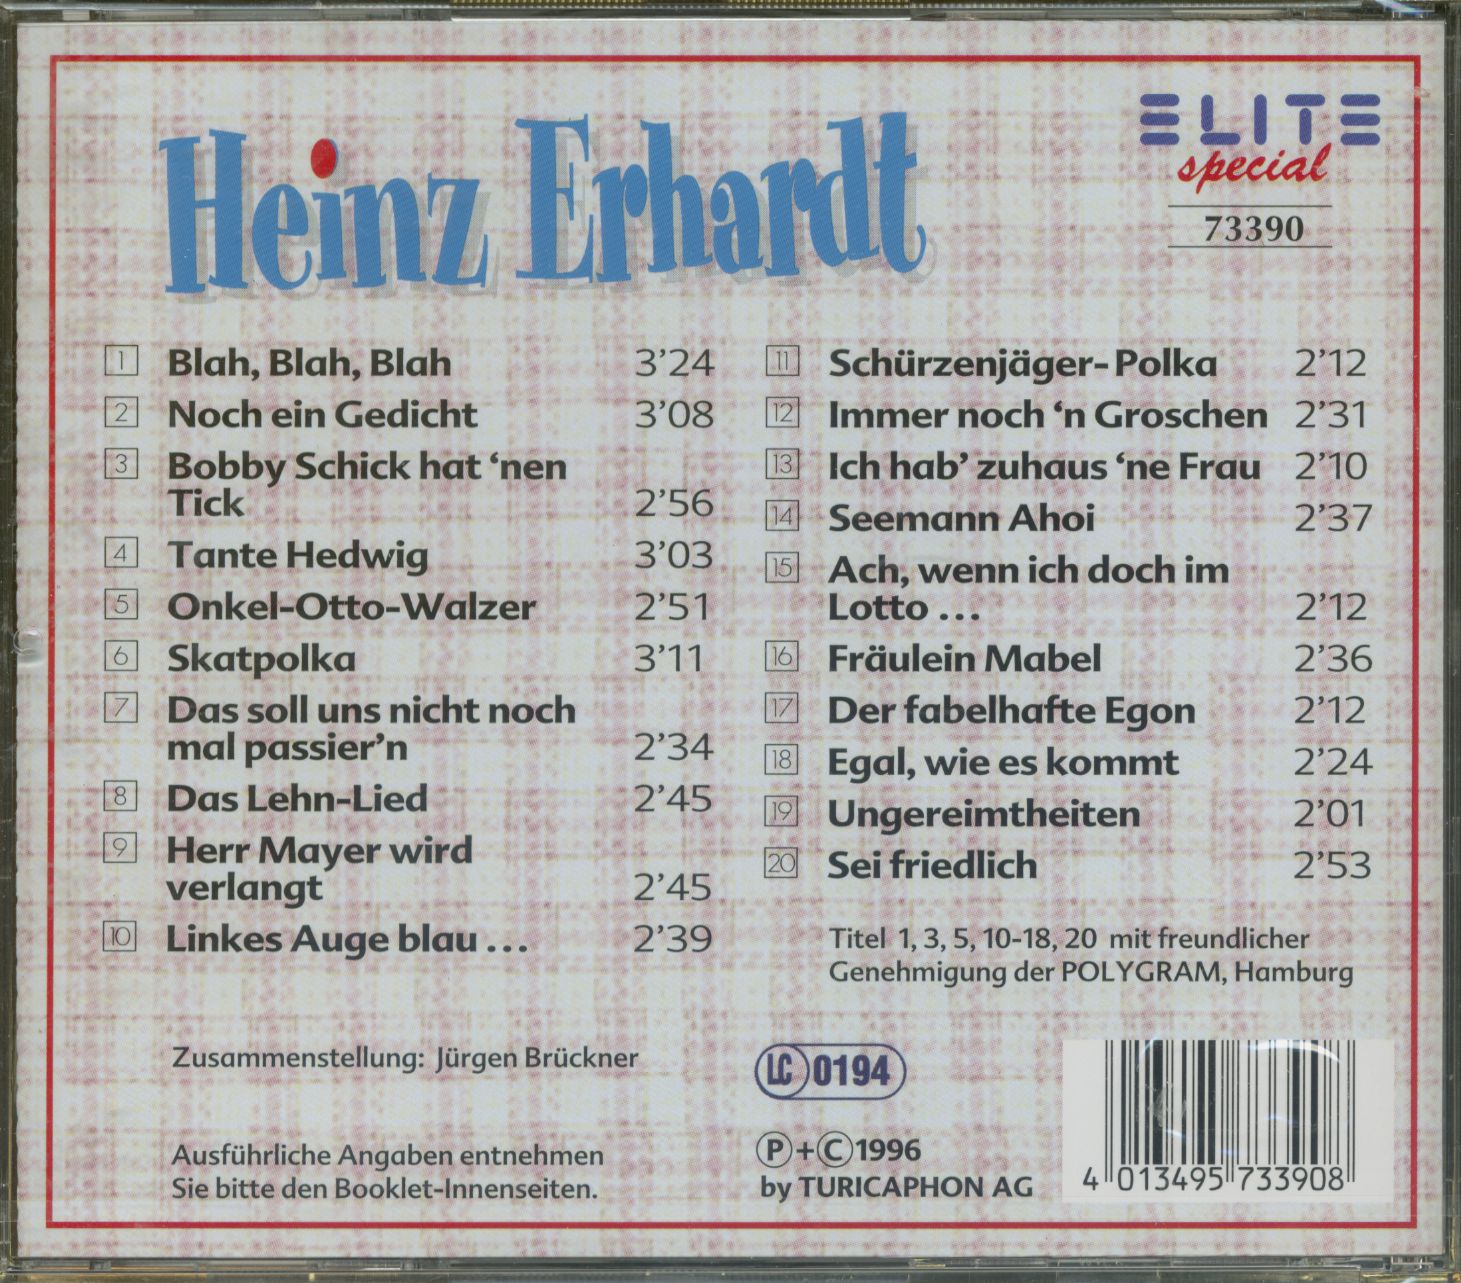 Heinz Erhardt
ELITE
special
73390
1 Blah, Blah, Blah 3'24
2 Noch ein Gedicht 3'08
3 Bobby Schick hat ‘nen
Tick 2'56
4 Tante Hedwig 3'03
5 Onkel-Otto-Walzer 2'51
6 Skatpolka 3'11
7 Das soll uns nicht noch
mal passier’n 2'34
8 Das Lehn-Lied 2'45
9 Herr Mayer wird
verlangt 2'45
10 Linkes Auge blau ... 2'39
11 Schürzenjäger-Polka 2'12
12 Immer noch ‘n Groschen 2'31
13 Ich hab’ zuhaus ‘ne Frau 2'10
14 Seemann Ahoi 2'37
15 Ach, wenn ich doch im
Lotto ... 2'12
16 Fräulein Mabel 2'36
17 Der fabelhafte Egon 2'12
18 Egal, wie es kommt 2'24
19 Ungereimtheiten 2'01
20 Sei friedlich 2'53
Titel 1, 3, 5, 10-18, 20 mit freundlicher
Genehmigung der POLYGRAM, Hamburg
Zusammenstellung: Jürgen Brückner
Ausführliche Angaben entnehmen
Sie bitte den Booklet-Innenseiten.
LC 0194
Ⓟ+Ⓒ1996
by TURICAPHON AG
4 013495 733908